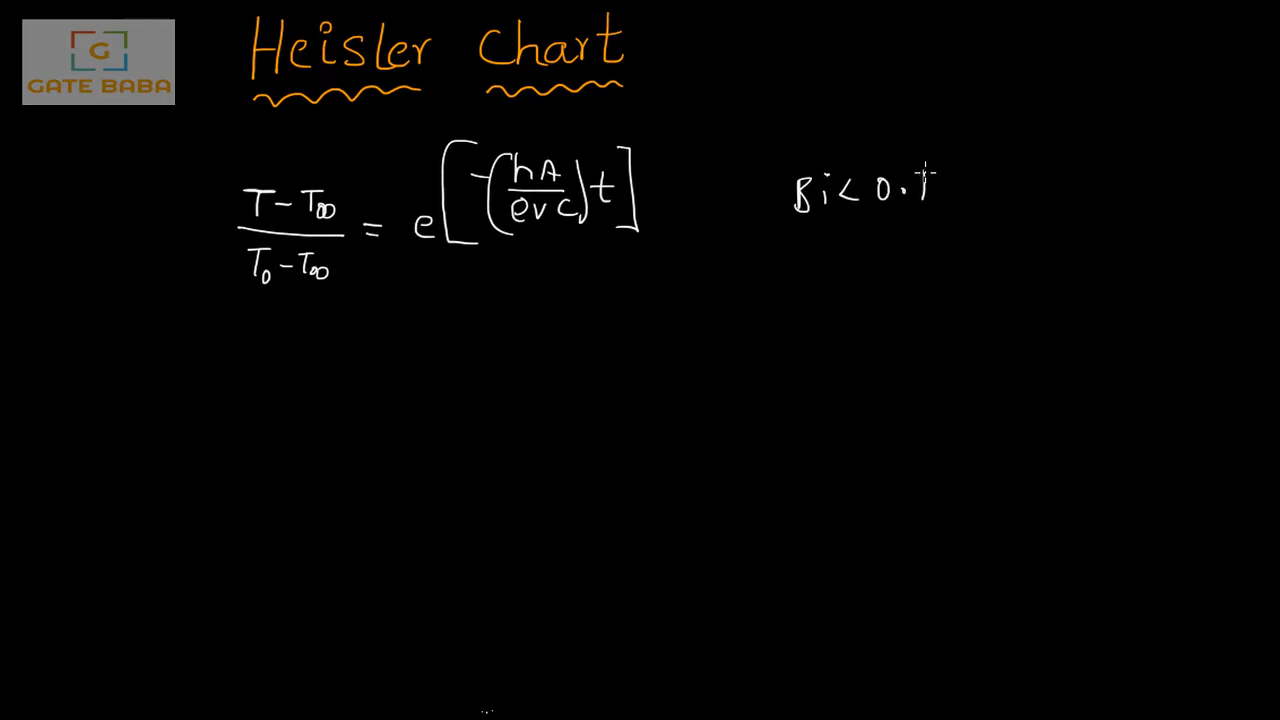 G
GATE BABA
Heisler Chart
T-T∞ / T0-T∞ = e[-(hA/ρVC)t]
Bi<0.1